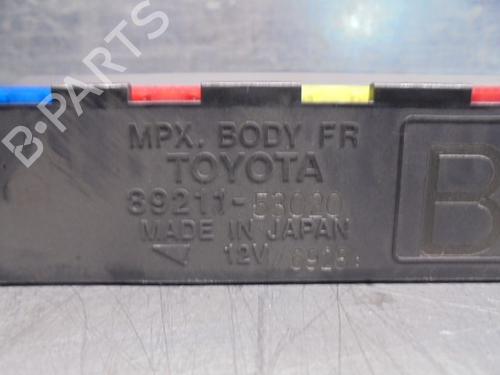 B-PARTS
MPX. BODY FR
TOYOTA
89211-53020
MADE IN JAPAN
12V
B